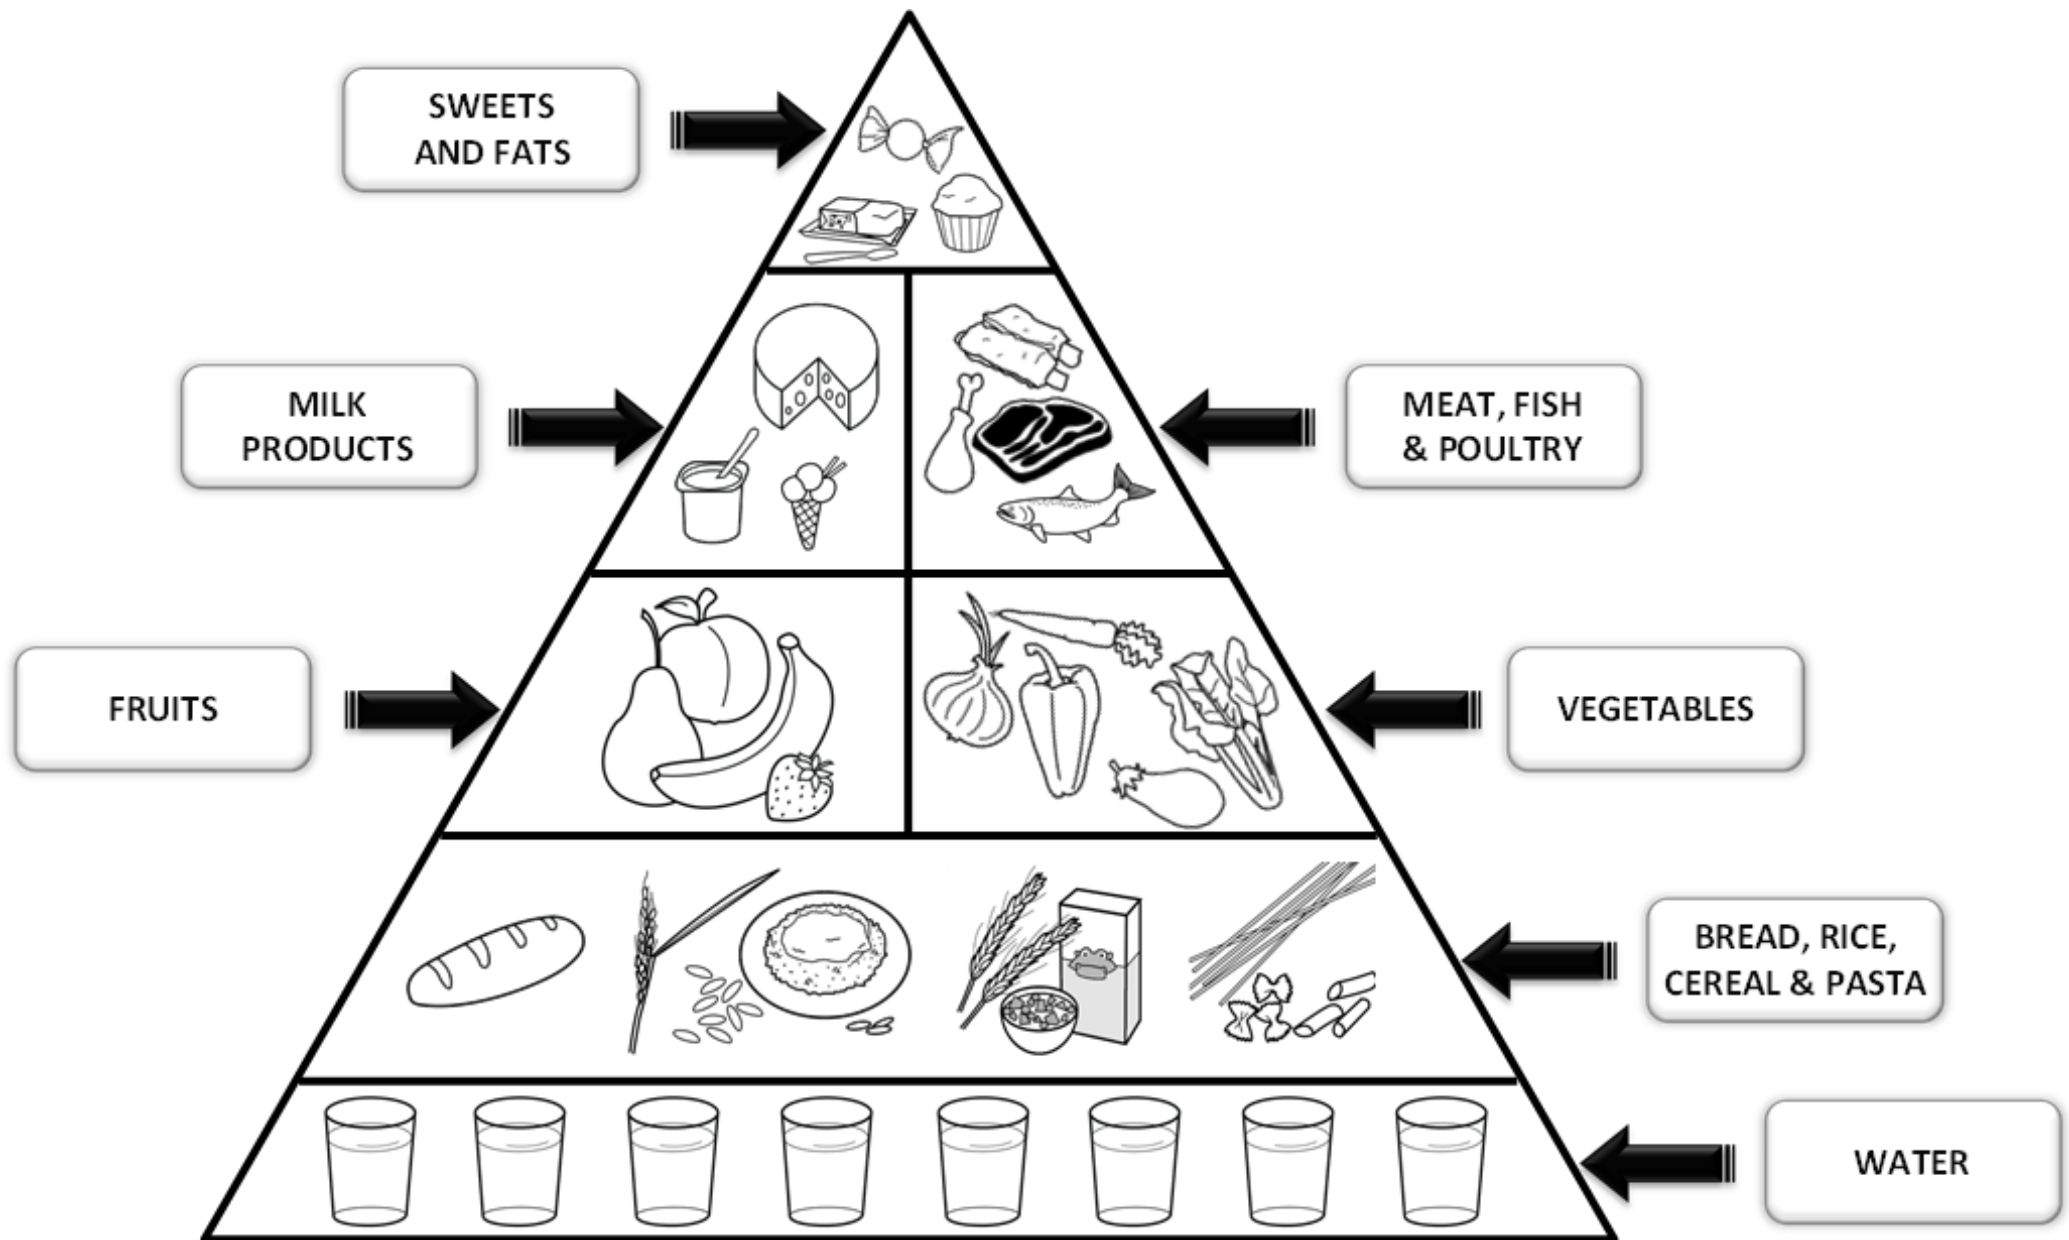 SWEETS
AND FATS
MILK
PRODUCTS
MEAT, FISH
& POULTRY
FRUITS
VEGETABLES
BREAD, RICE,
CEREAL & PASTA
WATER